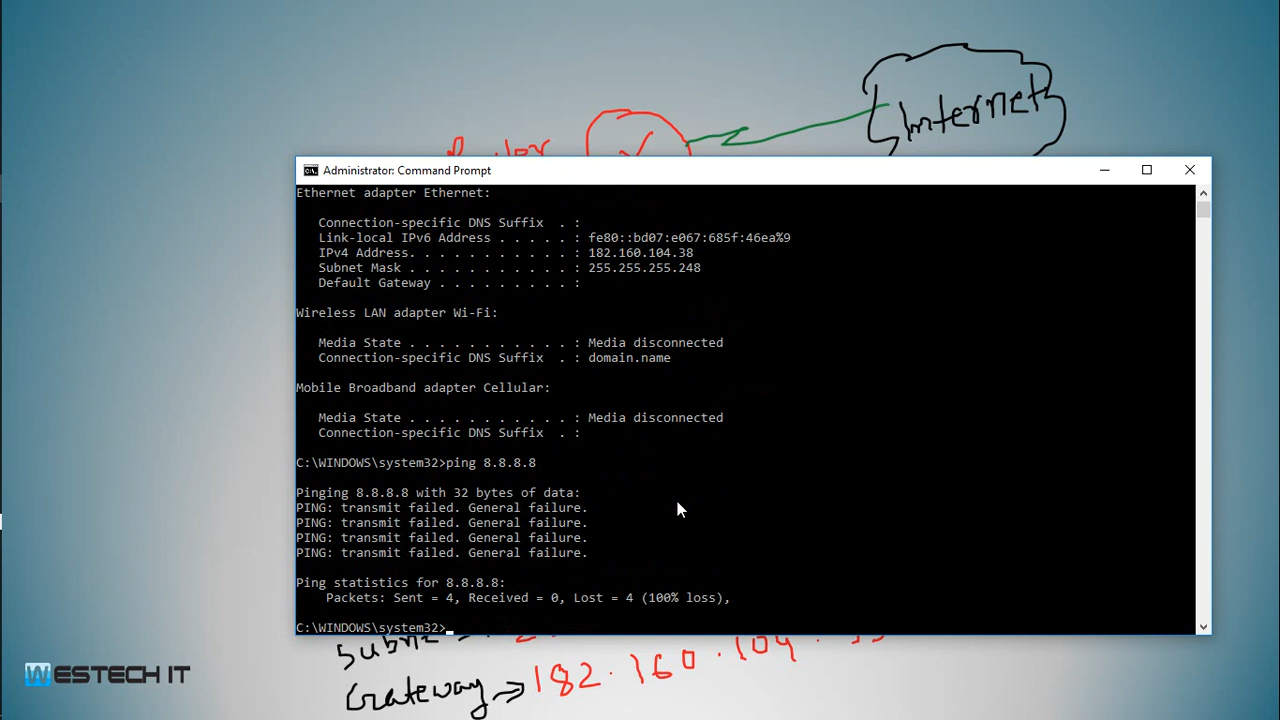 Internet
Administrator: Command Prompt
Ethernet adapter Ethernet:
Connection-specific DNS Suffix . :
Link-local IPv6 Address . . . . . : fe80::bd07:e067:685f:46ea%9
IPv4 Address. . . . . . . . . . . : 182.160.104.38
Subnet Mask . . . . . . . . . . . : 255.255.255.248
Default Gateway . . . . . . . . . :
Wireless LAN adapter Wi-Fi:
Media State . . . . . . . . . . . : Media disconnected
Connection-specific DNS Suffix . : domain.name
Mobile Broadband adapter Cellular:
Media State . . . . . . . . . . . : Media disconnected
Connection-specific DNS Suffix . :
C:\WINDOWS\system32>ping 8.8.8.8
Pinging 8.8.8.8 with 32 bytes of data:
PING: transmit failed. General failure.
PING: transmit failed. General failure.
PING: transmit failed. General failure.
PING: transmit failed. General failure.
Ping statistics for 8.8.8.8:
Packets: Sent = 4, Received = 0, Lost = 4 (100% loss),
C:\WINDOWS\system32>
Gateway → 182.160.104.
WESTECH IT